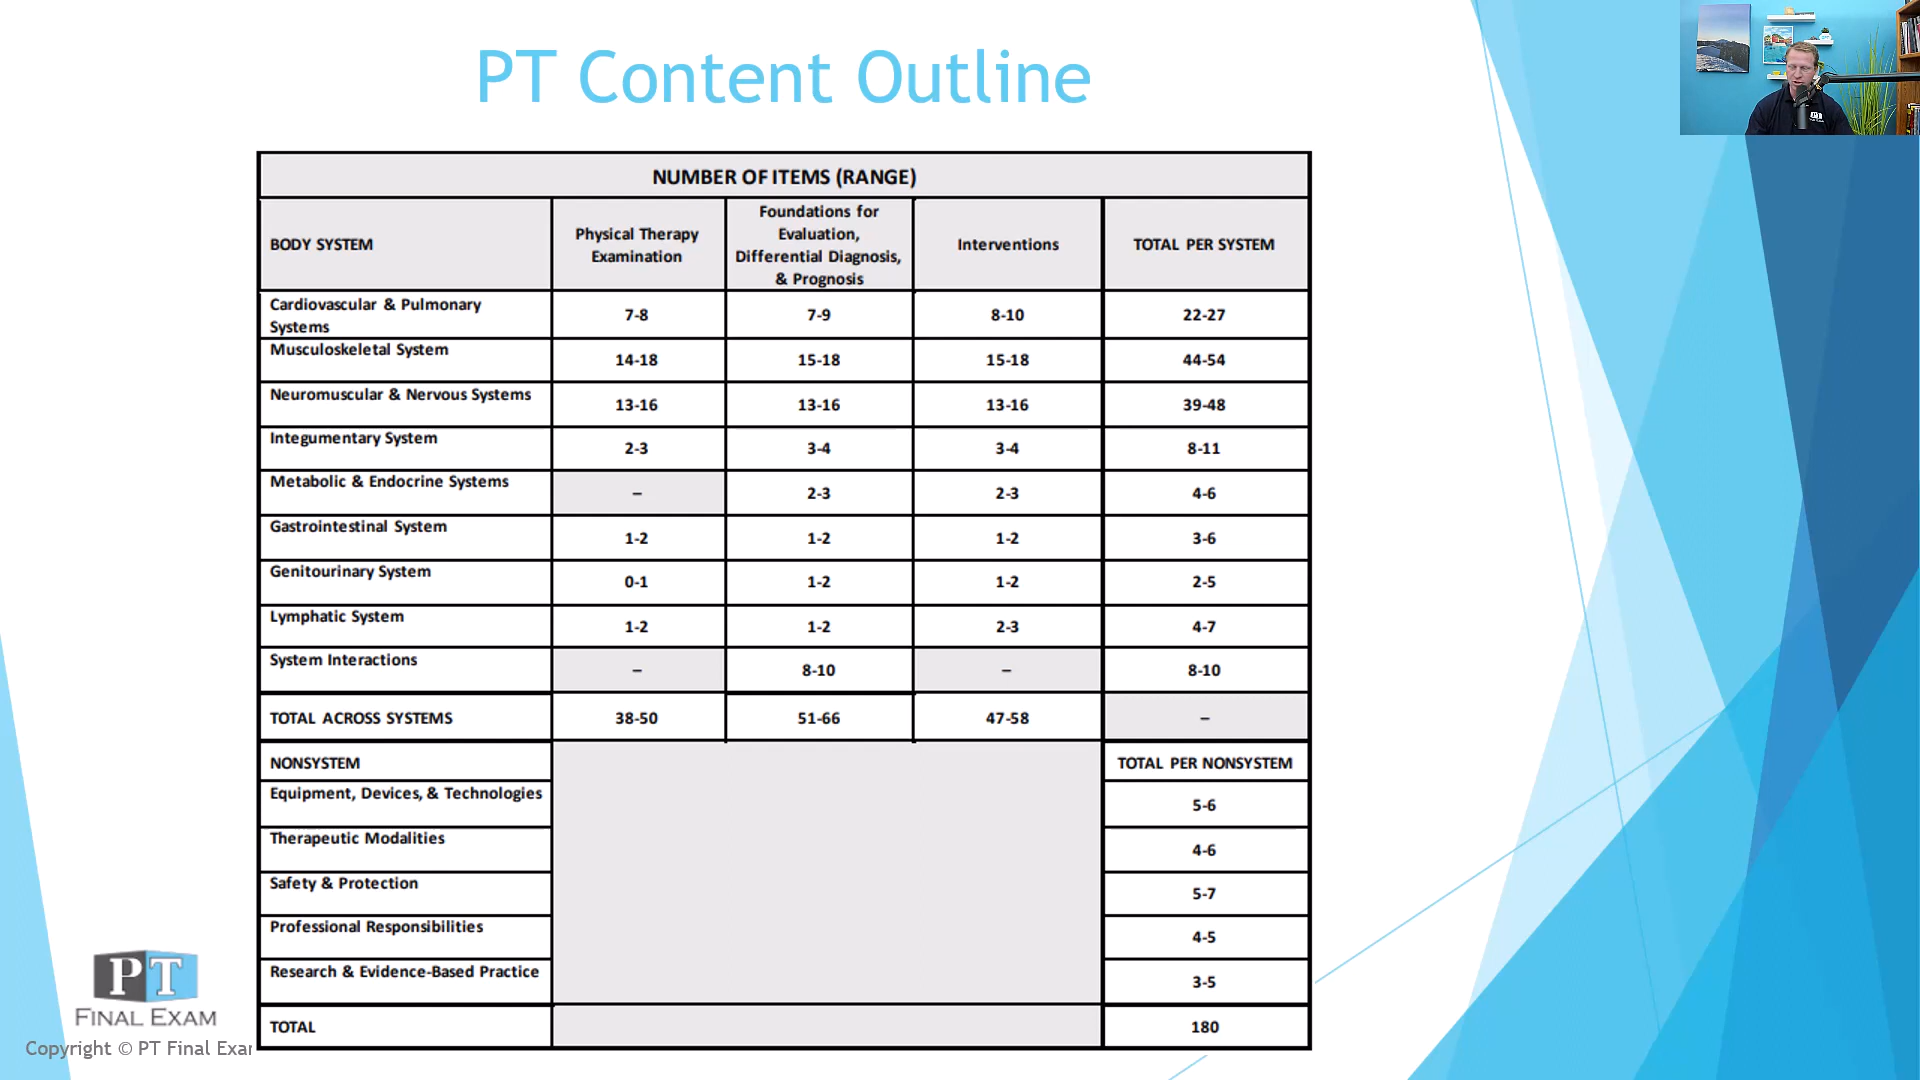 PT Content Outline
NUMBER OF ITEMS (RANGE)
BODY SYSTEM
Physical Therapy
Examination
Foundations for
Evaluation,
Differential Diagnosis,
& Prognosis
Interventions
TOTAL PER SYSTEM
Cardiovascular & Pulmonary
Systems
7-8
7-9
8-10
22-27
Musculoskeletal System
14-18
15-18
15-18
44-54
Neuromuscular & Nervous Systems
13-16
13-16
13-16
39-48
Integumentary System
2-3
3-4
3-4
8-11
Metabolic & Endocrine Systems
–
2-3
2-3
4-6
Gastrointestinal System
1-2
1-2
1-2
3-6
Genitourinary System
0-1
1-2
1-2
2-5
Lymphatic System
1-2
1-2
2-3
4-7
System Interactions
–
8-10
–
8-10
TOTAL ACROSS SYSTEMS
38-50
51-66
47-58
–
NONSYSTEM
TOTAL PER NONSYSTEM
Equipment, Devices, & Technologies
5-6
Therapeutic Modalities
4-6
Safety & Protection
5-7
Professional Responsibilities
4-5
Research & Evidence-Based Practice
3-5
TOTAL
180
PT
FINAL EXAM
Copyright © PT Final Exar
PT